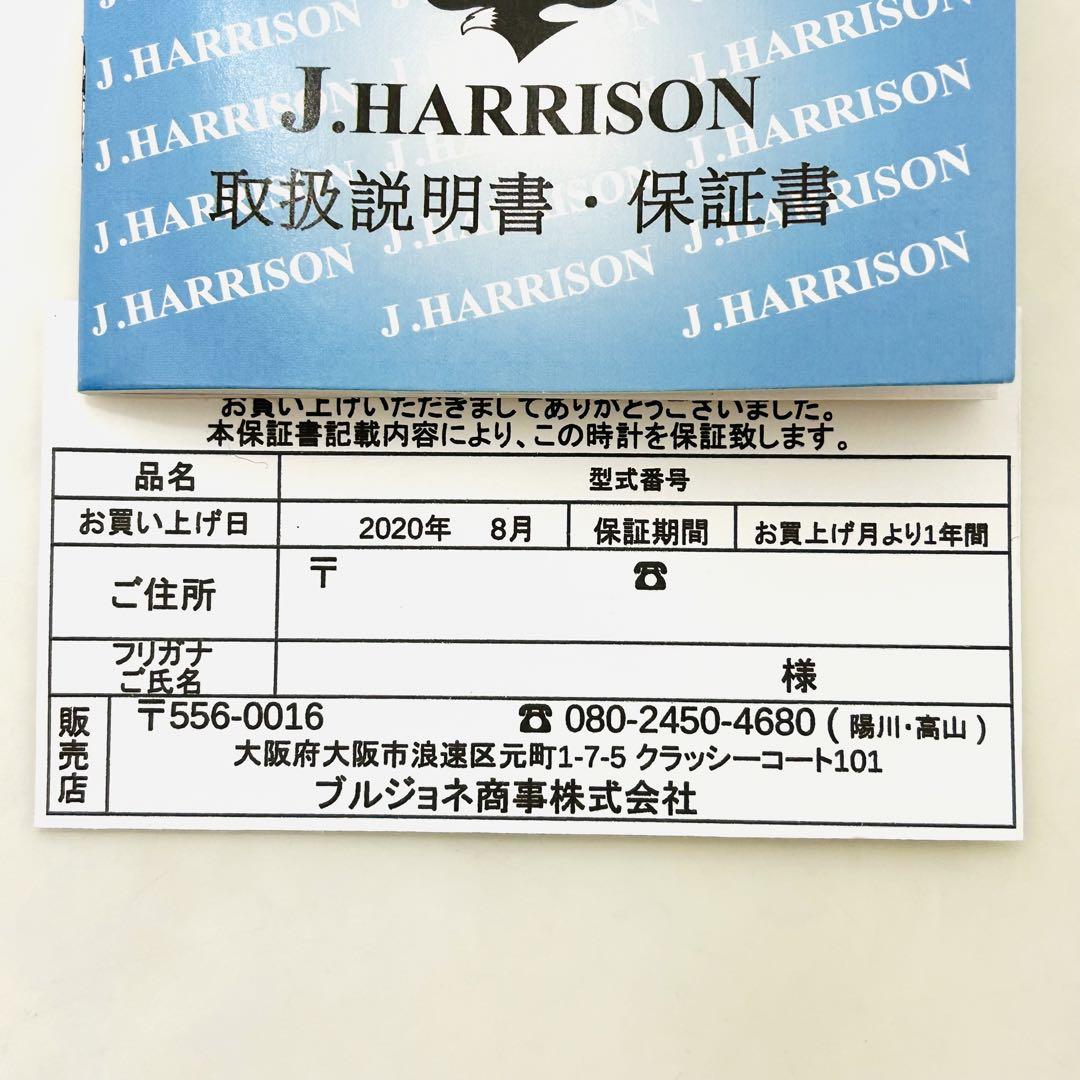 J.HARRISON
J.HARRISON
J.HARRISON
J.HARRISON
J.HARRISON
J.HARRISON
J.HARRISON
J.HARRISON
J.HARRISON
取扱説明書・保証書
J.HARRISON
J.HARRISON
J.HARRISON
J.HARRISON
J.HARRISON
お買い上げいただきましてありがとうございました。
本保証書記載内容により、この時計を保証致します。
品名 型式番号
お買い上げ日 2020年 8月 保証期間 お買上げ月より1年間
ご住所 〒 ☎
フリガナ
ご氏名 様
販売店
〒556-0016 ☎ 080-2450-4680 ( 陽川・高山 )
大阪府大阪市浪速区元町1-7-5 クラッシーコート101
ブルジョネ商事株式会社